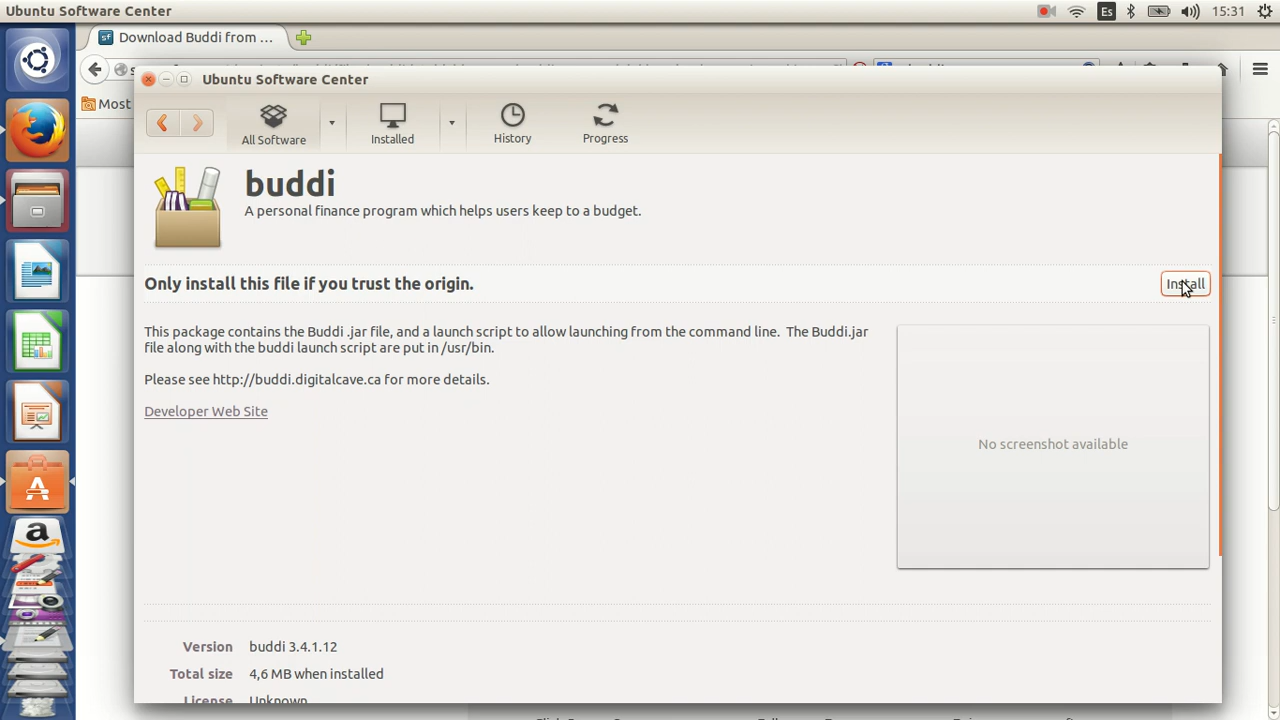 Ubuntu Software Center
Es
15:31
Download Buddi from ...
Most
Ubuntu Software Center
All Software
Installed
History
Progress
buddi
A personal finance program which helps users keep to a budget.
Only install this file if you trust the origin.
Install
This package contains the Buddi .jar file, and a launch script to allow launching from the command line. The Buddi.jar
file along with the buddi launch script are put in /usr/bin.
Please see http://buddi.digitalcave.ca for more details.
Developer Web Site
No screenshot available
Version buddi 3.4.1.12
Total size 4,6 MB when installed
License Unknown